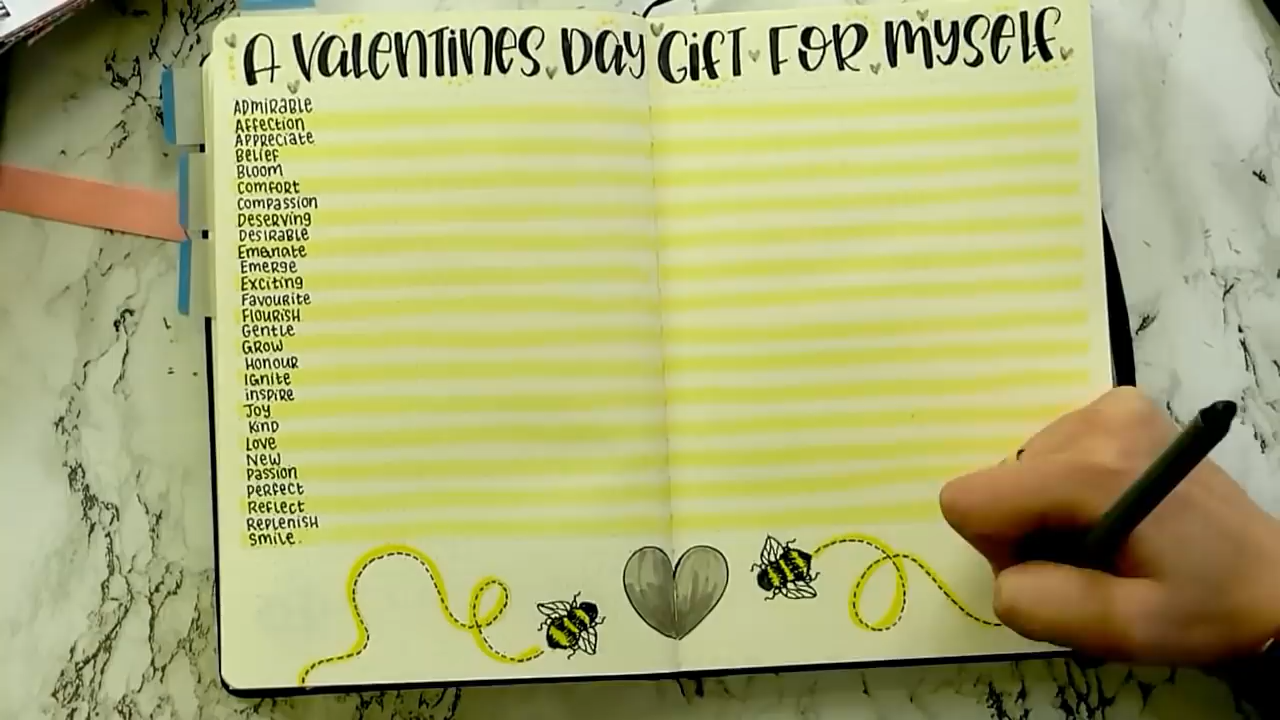 A Valentines Day Gift For Myself
Admirable
Affection
Appreciate
Belief
Bloom
Comfort
Compassion
Deserving
Desirable
Emanate
Emerge
Exciting
Favourite
Flourish
Gentle
Grow
Honour
Ignite
inspire
Joy
Kind
Love
New
Passion
Perfect
Reflect
Replenish
Smile.